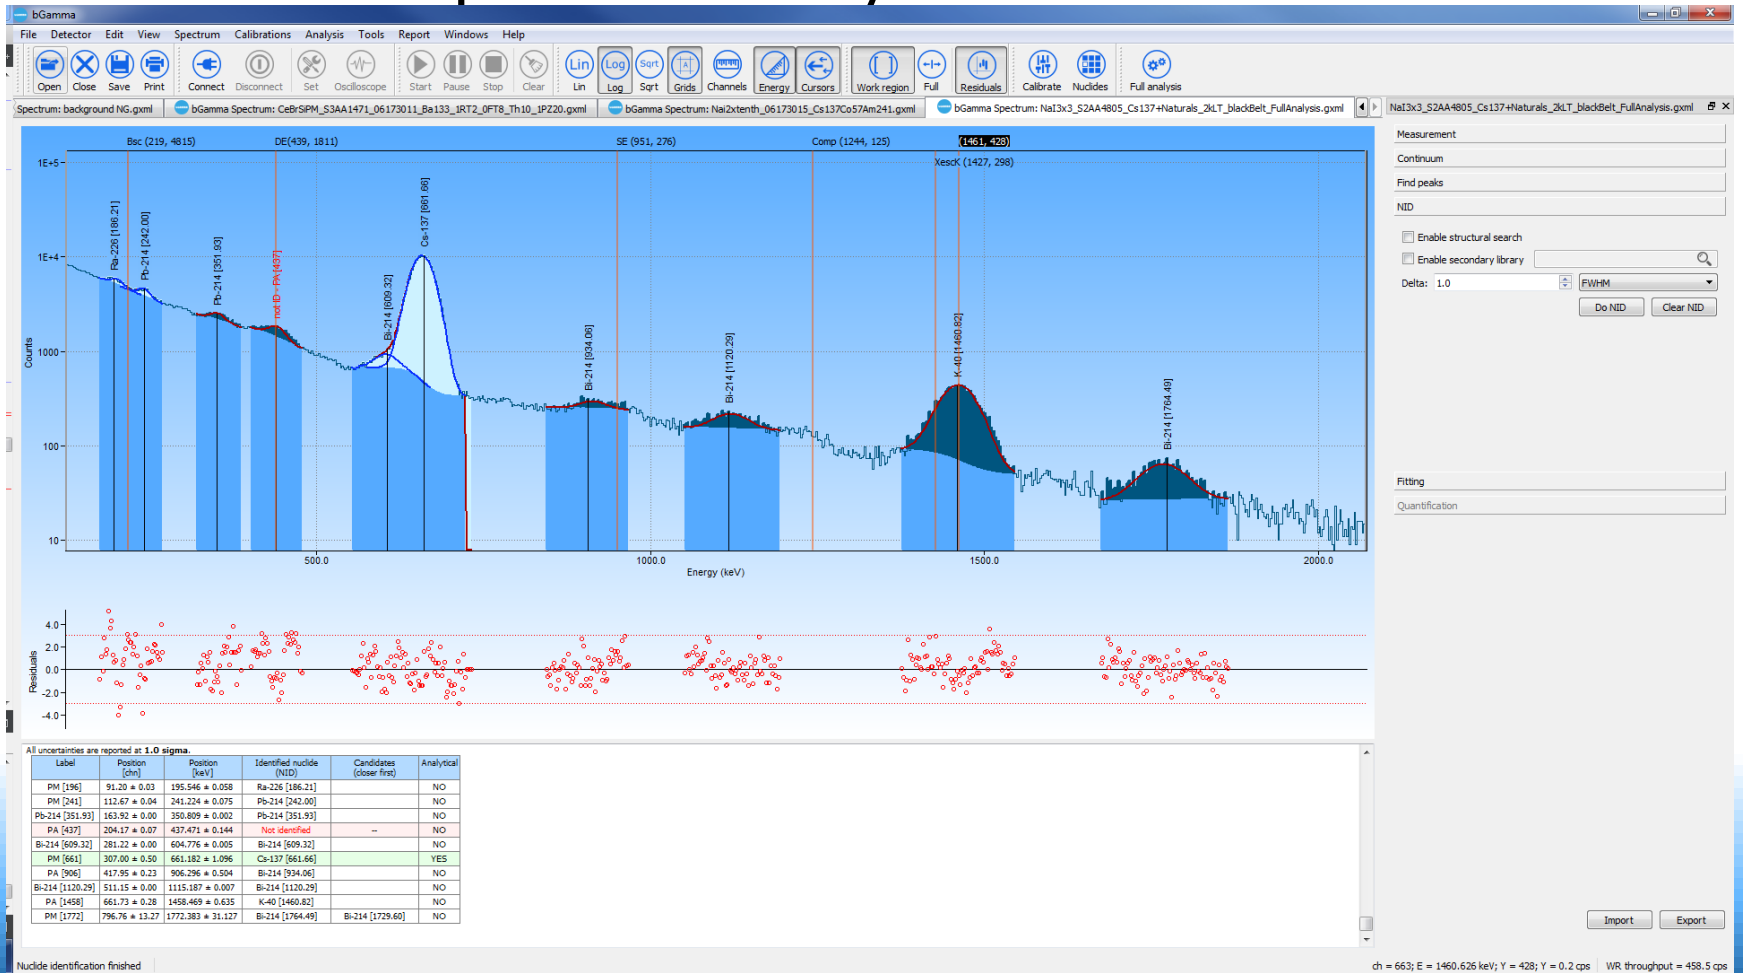 bGamma
File Detector Edit View Spectrum Calibrations Analysis Tools Report Windows Help
Open Close Save Print Connect Disconnect Set Oscilloscope Start Pause Stop Clear Lin Log Sqrt Grids Channels Energy Cursors Work region Full Residuals Calibrate Nuclides Full analysis
Lin Log Sqrt
Spectrum: background NG.gxml bGamma Spectrum: CeBrSiPM_S3AA1471_06173011_Ba133_1RT2_0FT8_Th10_1PZ20.gxml bGamma Spectrum: Nai2xtenth_06173015_Cs137Co57Am241.gxml bGamma Spectrum: NaI3x3_S2AA4805_Cs137+Naturals_2kLT_blackBelt_FullAnalysis.gxml
NaI3x3_S2AA4805_Cs137+Naturals_2kLT_blackBelt_FullAnalysis.gxml
Bsc (219, 4815) DE(439, 1811) SE (951, 276) Comp (1244, 125) (1461, 428)
XescK (1427, 298)
1E+5
1E+4
1000
100
10
Counts
Ra-226 [186.21]
Pb-214 [242.00]
Pb-214 [351.93]
not ID - PA [437]
Bi-214 [609.32]
Cs-137 [661.66]
Bi-214 [934.06]
Bi-214 [1120.29]
K-40 [1460.82]
Bi-214 [1764.49]
500.0 1000.0 1500.0 2000.0
Energy (keV)
Residuals
4.0
2.0
0.0
-2.0
-4.0
All uncertainties are reported at 1.0 sigma.
Label Position [chn] Position [keV] Identified nuclide (NID) Candidates (closer first) Analytical
PM [196] 91.20 ± 0.03 195.546 ± 0.058 Ra-226 [186.21] NO
PM [241] 112.67 ± 0.04 241.224 ± 0.075 Pb-214 [242.00] NO
Pb-214 [351.93] 163.92 ± 0.00 350.809 ± 0.002 Pb-214 [351.93] NO
PA [437] 204.17 ± 0.07 437.471 ± 0.144 Not identified -- NO
Bi-214 [609.32] 281.22 ± 0.00 604.776 ± 0.005 Bi-214 [609.32] NO
PM [661] 307.00 ± 0.50 661.182 ± 1.096 Cs-137 [661.66] YES
PA [906] 417.95 ± 0.23 906.296 ± 0.504 Bi-214 [934.06] NO
Bi-214 [1120.29] 511.15 ± 0.00 1115.187 ± 0.007 Bi-214 [1120.29] NO
PA [1458] 661.73 ± 0.28 1458.469 ± 0.635 K-40 [1460.82] NO
PM [1772] 796.76 ± 13.27 1772.383 ± 31.127 Bi-214 [1764.49] Bi-214 [1729.60] NO
Measurement
Continuum
Find peaks
NID
Enable structural search
Enable secondary library
Delta: 1.0 FWHM
Do NID Clear NID
Fitting
Quantification
Import Export
Nuclide identification finished
ch = 663; E = 1460.626 keV; Y = 428; Y = 0.2 cps WR throughput = 458.5 cps